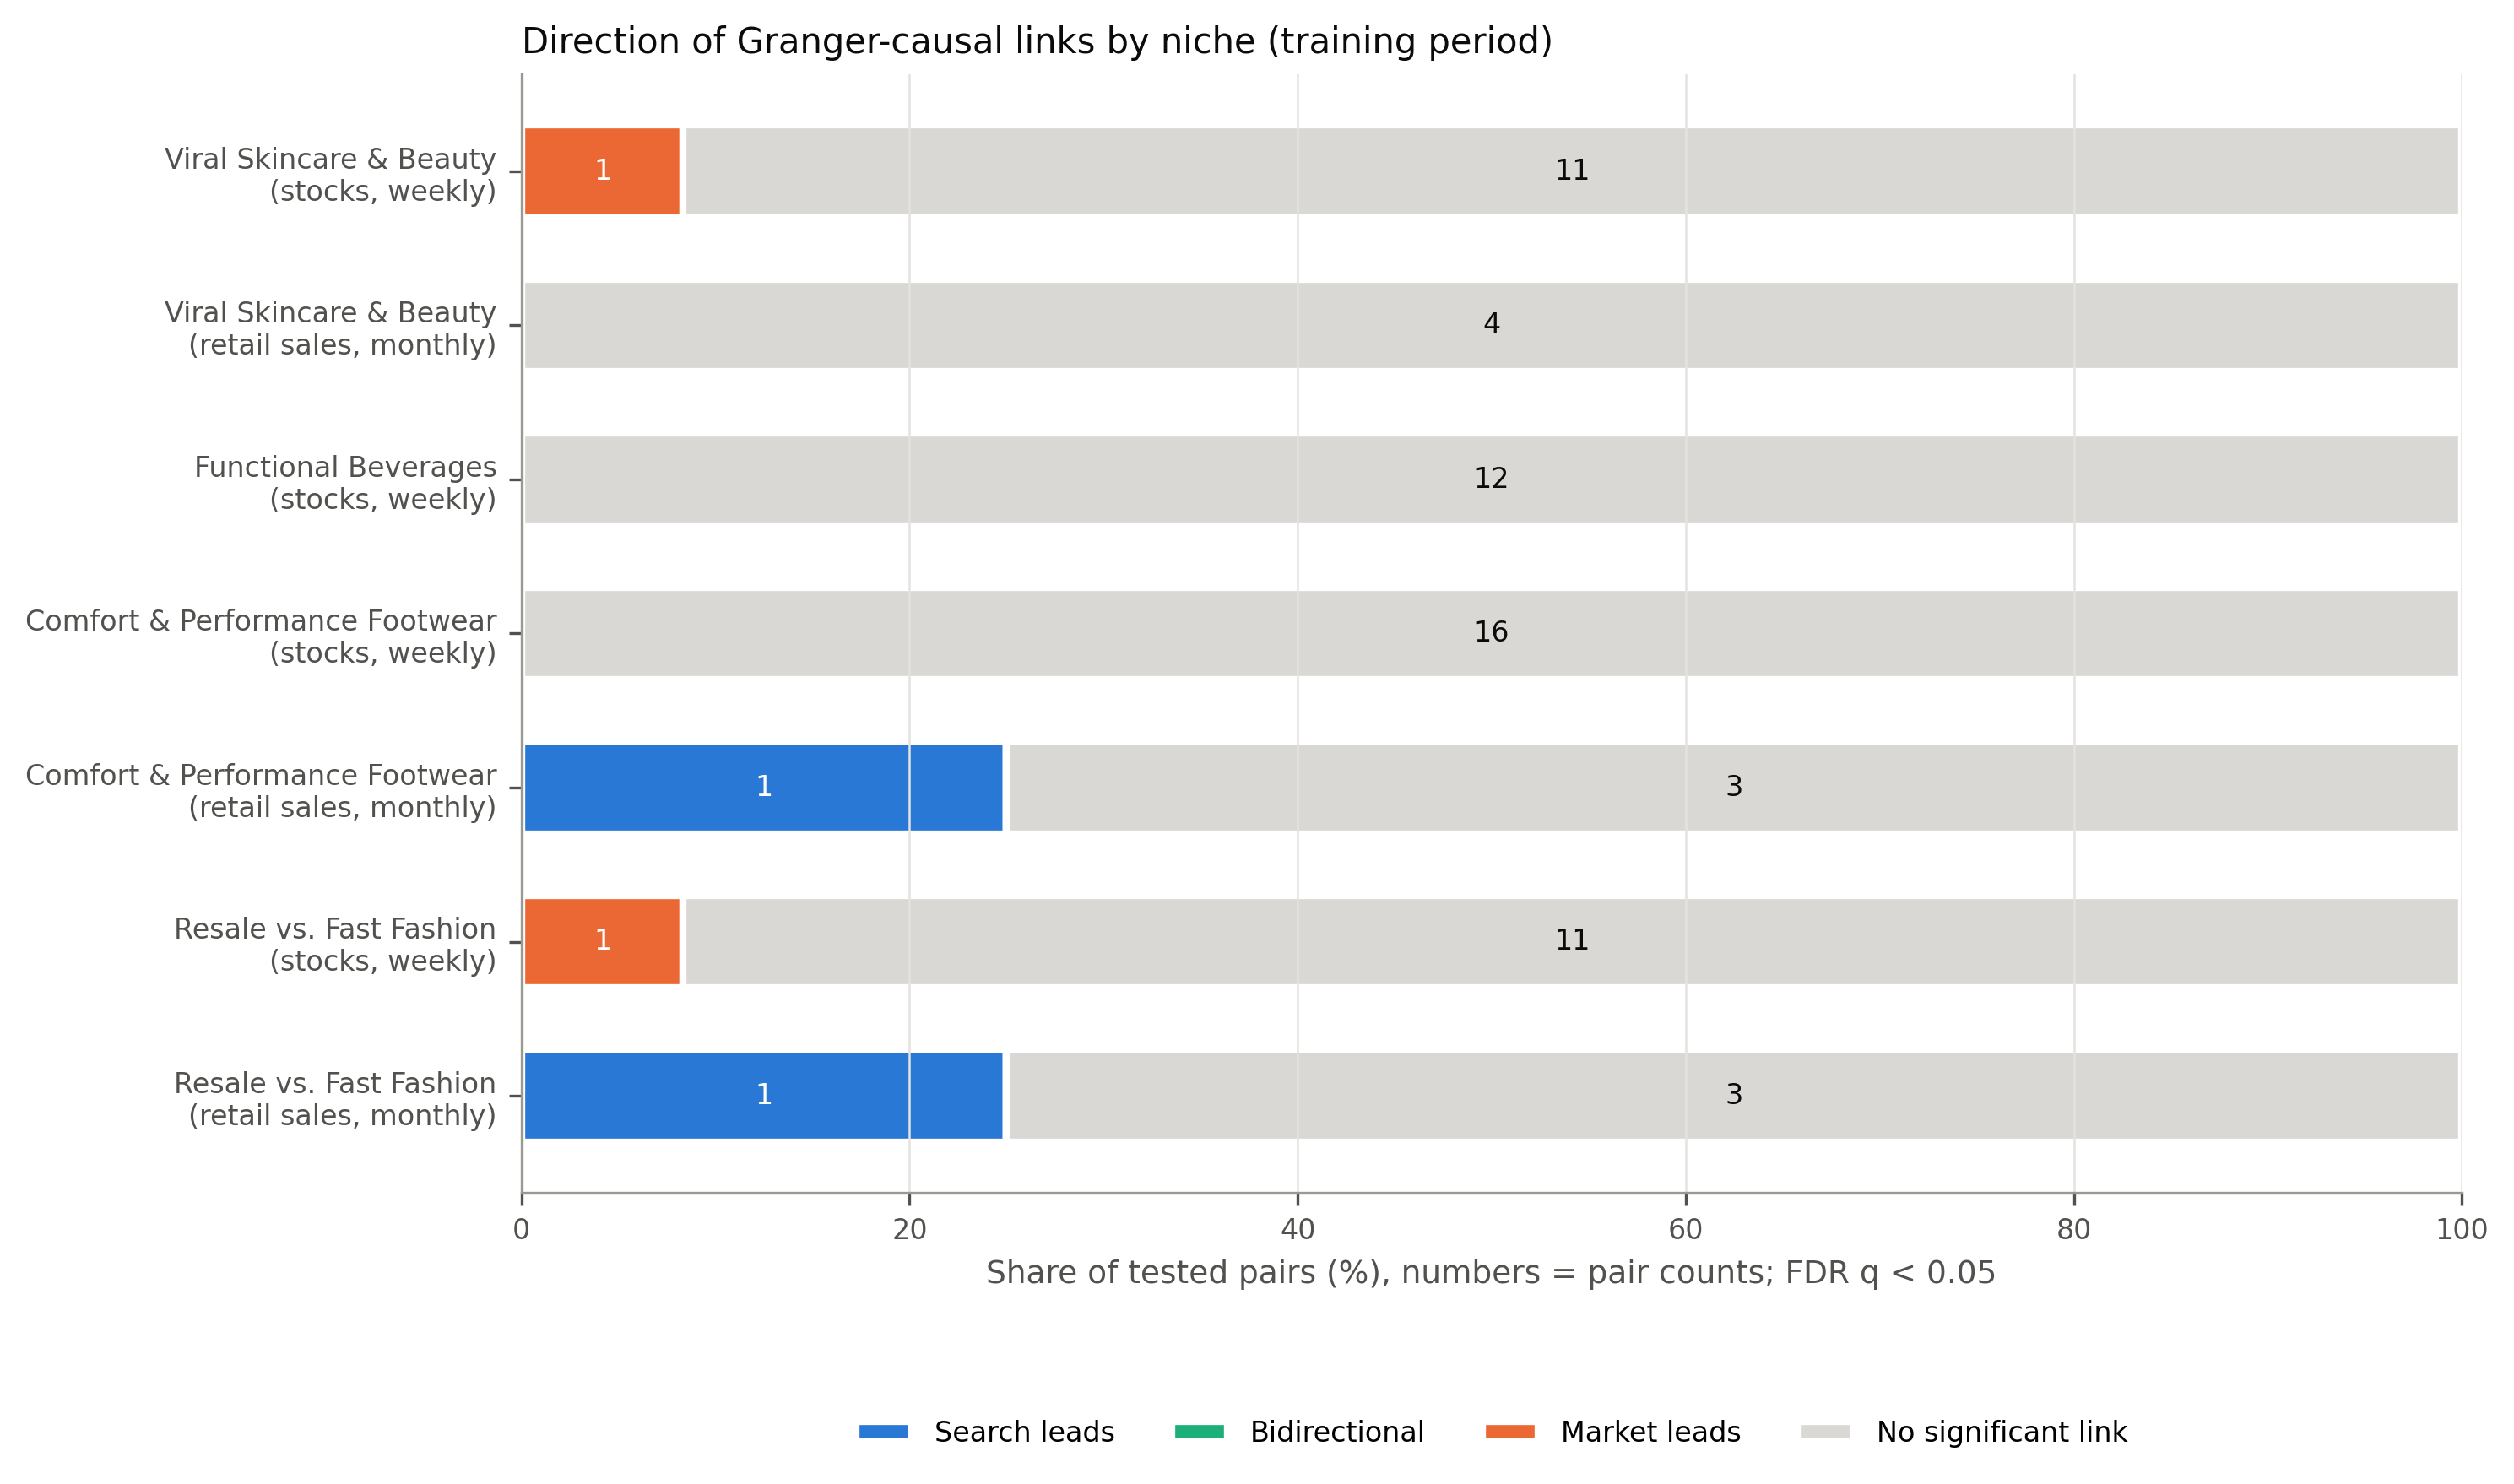 Direction of Granger-causal links by niche (training period)
Viral Skincare & Beauty
(stocks, weekly)
1
11
Viral Skincare & Beauty
(retail sales, monthly)
4
Functional Beverages
(stocks, weekly)
12
Comfort & Performance Footwear
(stocks, weekly)
16
Comfort & Performance Footwear
(retail sales, monthly)
1
3
Resale vs. Fast Fashion
(stocks, weekly)
1
11
Resale vs. Fast Fashion
(retail sales, monthly)
1
3
0 20 40 60 80 100
Share of tested pairs (%), numbers = pair counts; FDR q < 0.05
Search leads Bidirectional Market leads No significant link